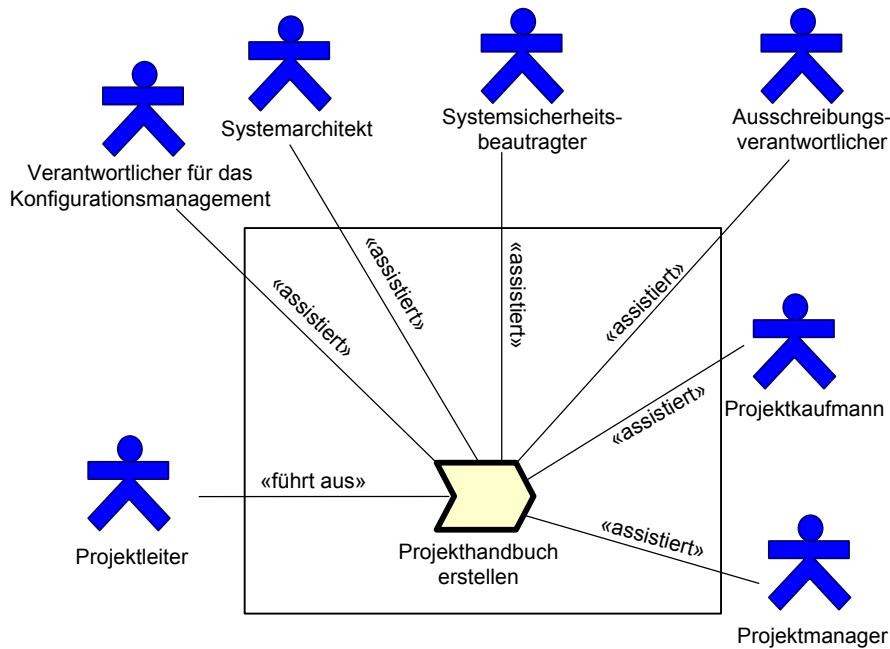 Systemarchitekt
Systemsicherheits-
beautragter
Ausschreibungs-
verantwortlicher
Verantwortlicher für das
Konfigurationsmanagement
«assistiert»
«assistiert»
«assistiert»
«assistiert»
«assistiert»
Projektkaufmann
«führt aus»
«assistiert»
Projektleiter
Projekthandbuch
erstellen
Projektmanager